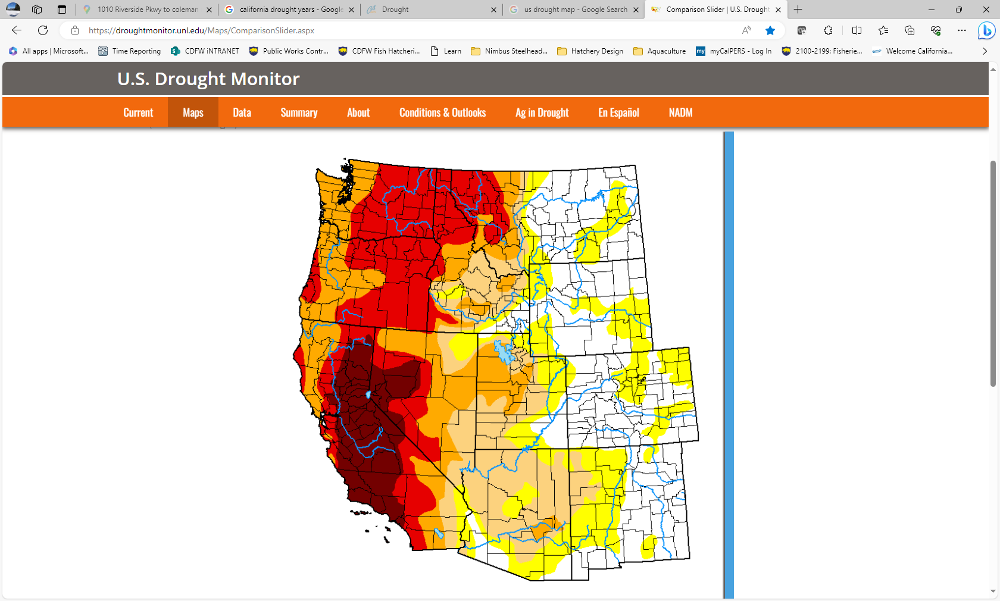 1010 Riverside Pkwy to coleman
california drought years - Google
Drought
us drought map - Google Search
Comparison Slider | U.S. Drought
https://droughtmonitor.unl.edu/Maps/ComparisonSlider.aspx
All apps | Microsoft...
Time Reporting
CDFW iNTRANET
Public Works Contr...
CDFW Fish Hatcheri...
Learn
Nimbus Steelhead...
Hatchery Design
Aquaculture
my
myCalPERS - Log In
2100-2199: Fisherie...
Welcome California...
U.S. Drought Monitor
Current
Maps
Data
Summary
About
Conditions & Outlooks
Ag in Drought
En Español
NADM